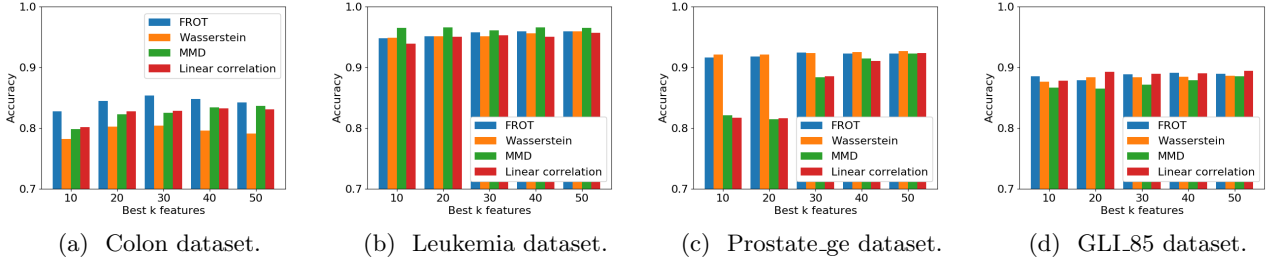 1.0
0.9
0.8
0.7
Accuracy
FROT
Wasserstein
MMD
Linear correlation
10 20 30 40 50
Best k features
(a) Colon dataset.
1.0
0.9
0.8
0.7
Accuracy
FROT
Wasserstein
MMD
Linear correlation
10 20 30 40 50
Best k features
(b) Leukemia dataset.
1.0
0.9
0.8
0.7
Accuracy
FROT
Wasserstein
MMD
Linear correlation
10 20 30 40 50
Best k features
(c) Prostate_ge dataset.
1.0
0.9
0.8
0.7
Accuracy
FROT
Wasserstein
MMD
Linear correlation
10 20 30 40 50
Best k features
(d) GLI_85 dataset.